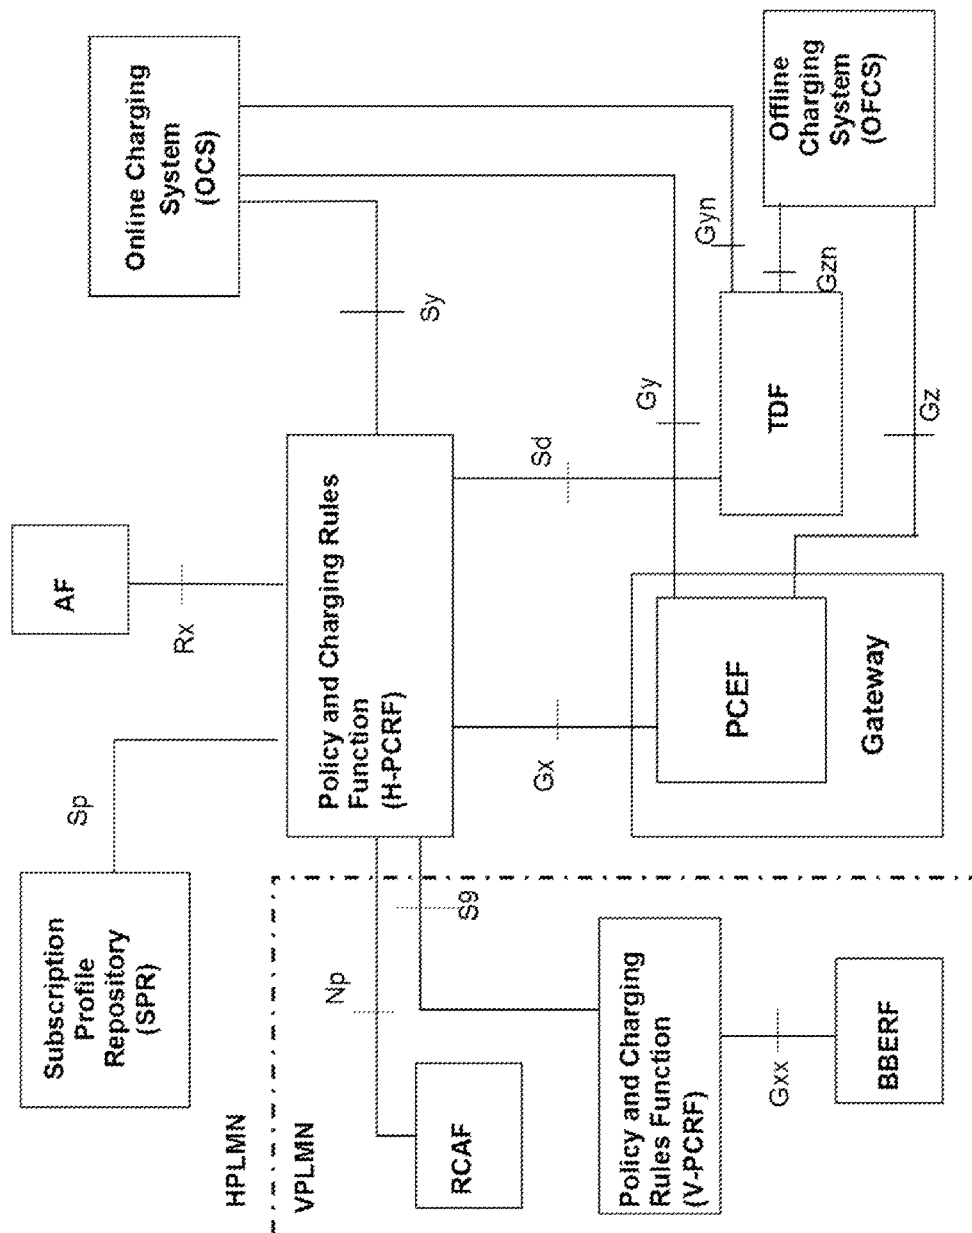 Subscription
Profile
Repository
(SPR)
Sp
AF
Rx
Online Charging
System
(OCS)
HPLMN
VPLMN
Np
S9
Policy and Charging Rules
Function
(H-PCRF)
Sy
RCAF
Gx
Sd
Gy
Gyn
Policy and Charging
Rules Function
(V-PCRF)
PCEF
Gateway
TDF
Gzn
Offline
Charging
System
(OFCS)
Gxx
BBERF
Gz